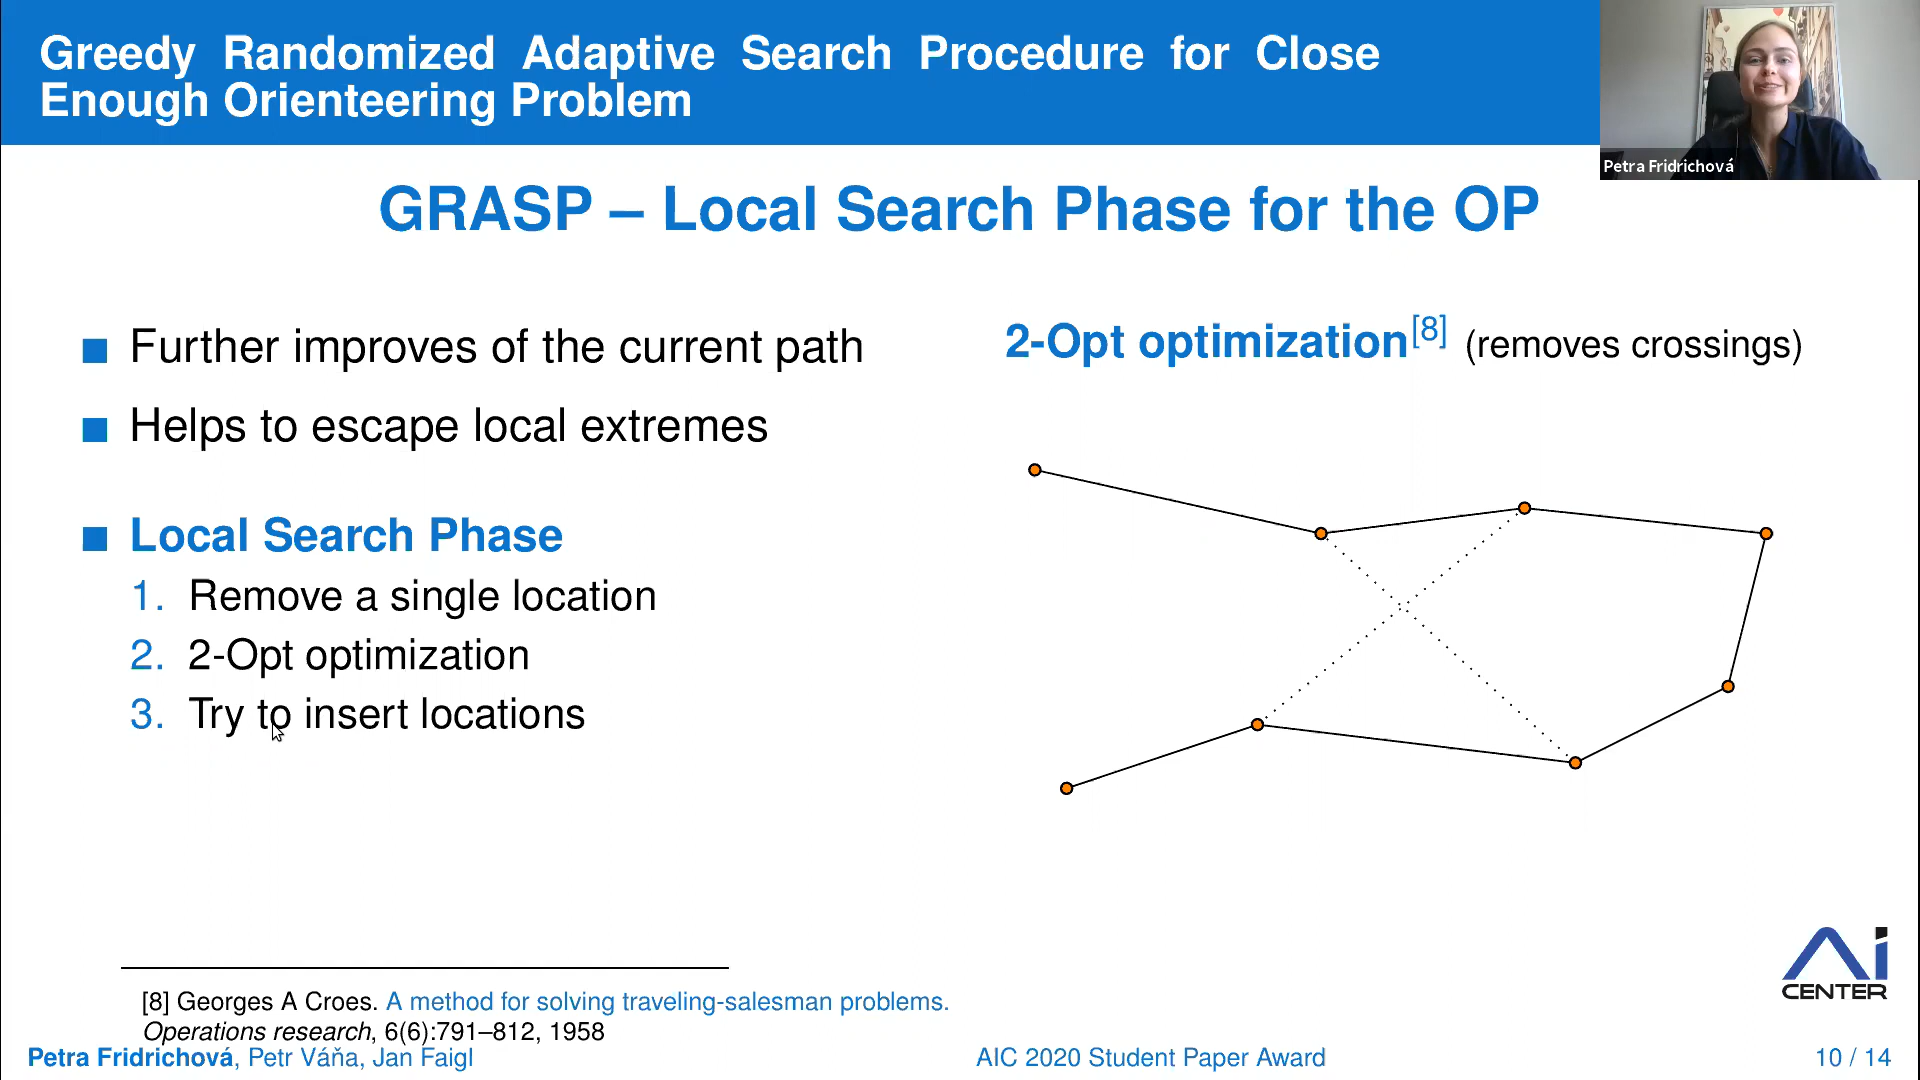 Greedy Randomized Adaptive Search Procedure for Close
Enough Orienteering Problem
Petra Fridrichová
GRASP – Local Search Phase for the OP
Further improves of the current path
Helps to escape local extremes
Local Search Phase
1. Remove a single location
2. 2-Opt optimization
3. Try to insert locations
2-Opt optimization[8] (removes crossings)
[8] Georges A Croes. A method for solving traveling-salesman problems.
Operations research, 6(6):791–812, 1958
Ai
CENTER
Petra Fridrichová, Petr Váňa, Jan Faigl
AIC 2020 Student Paper Award
10 / 14